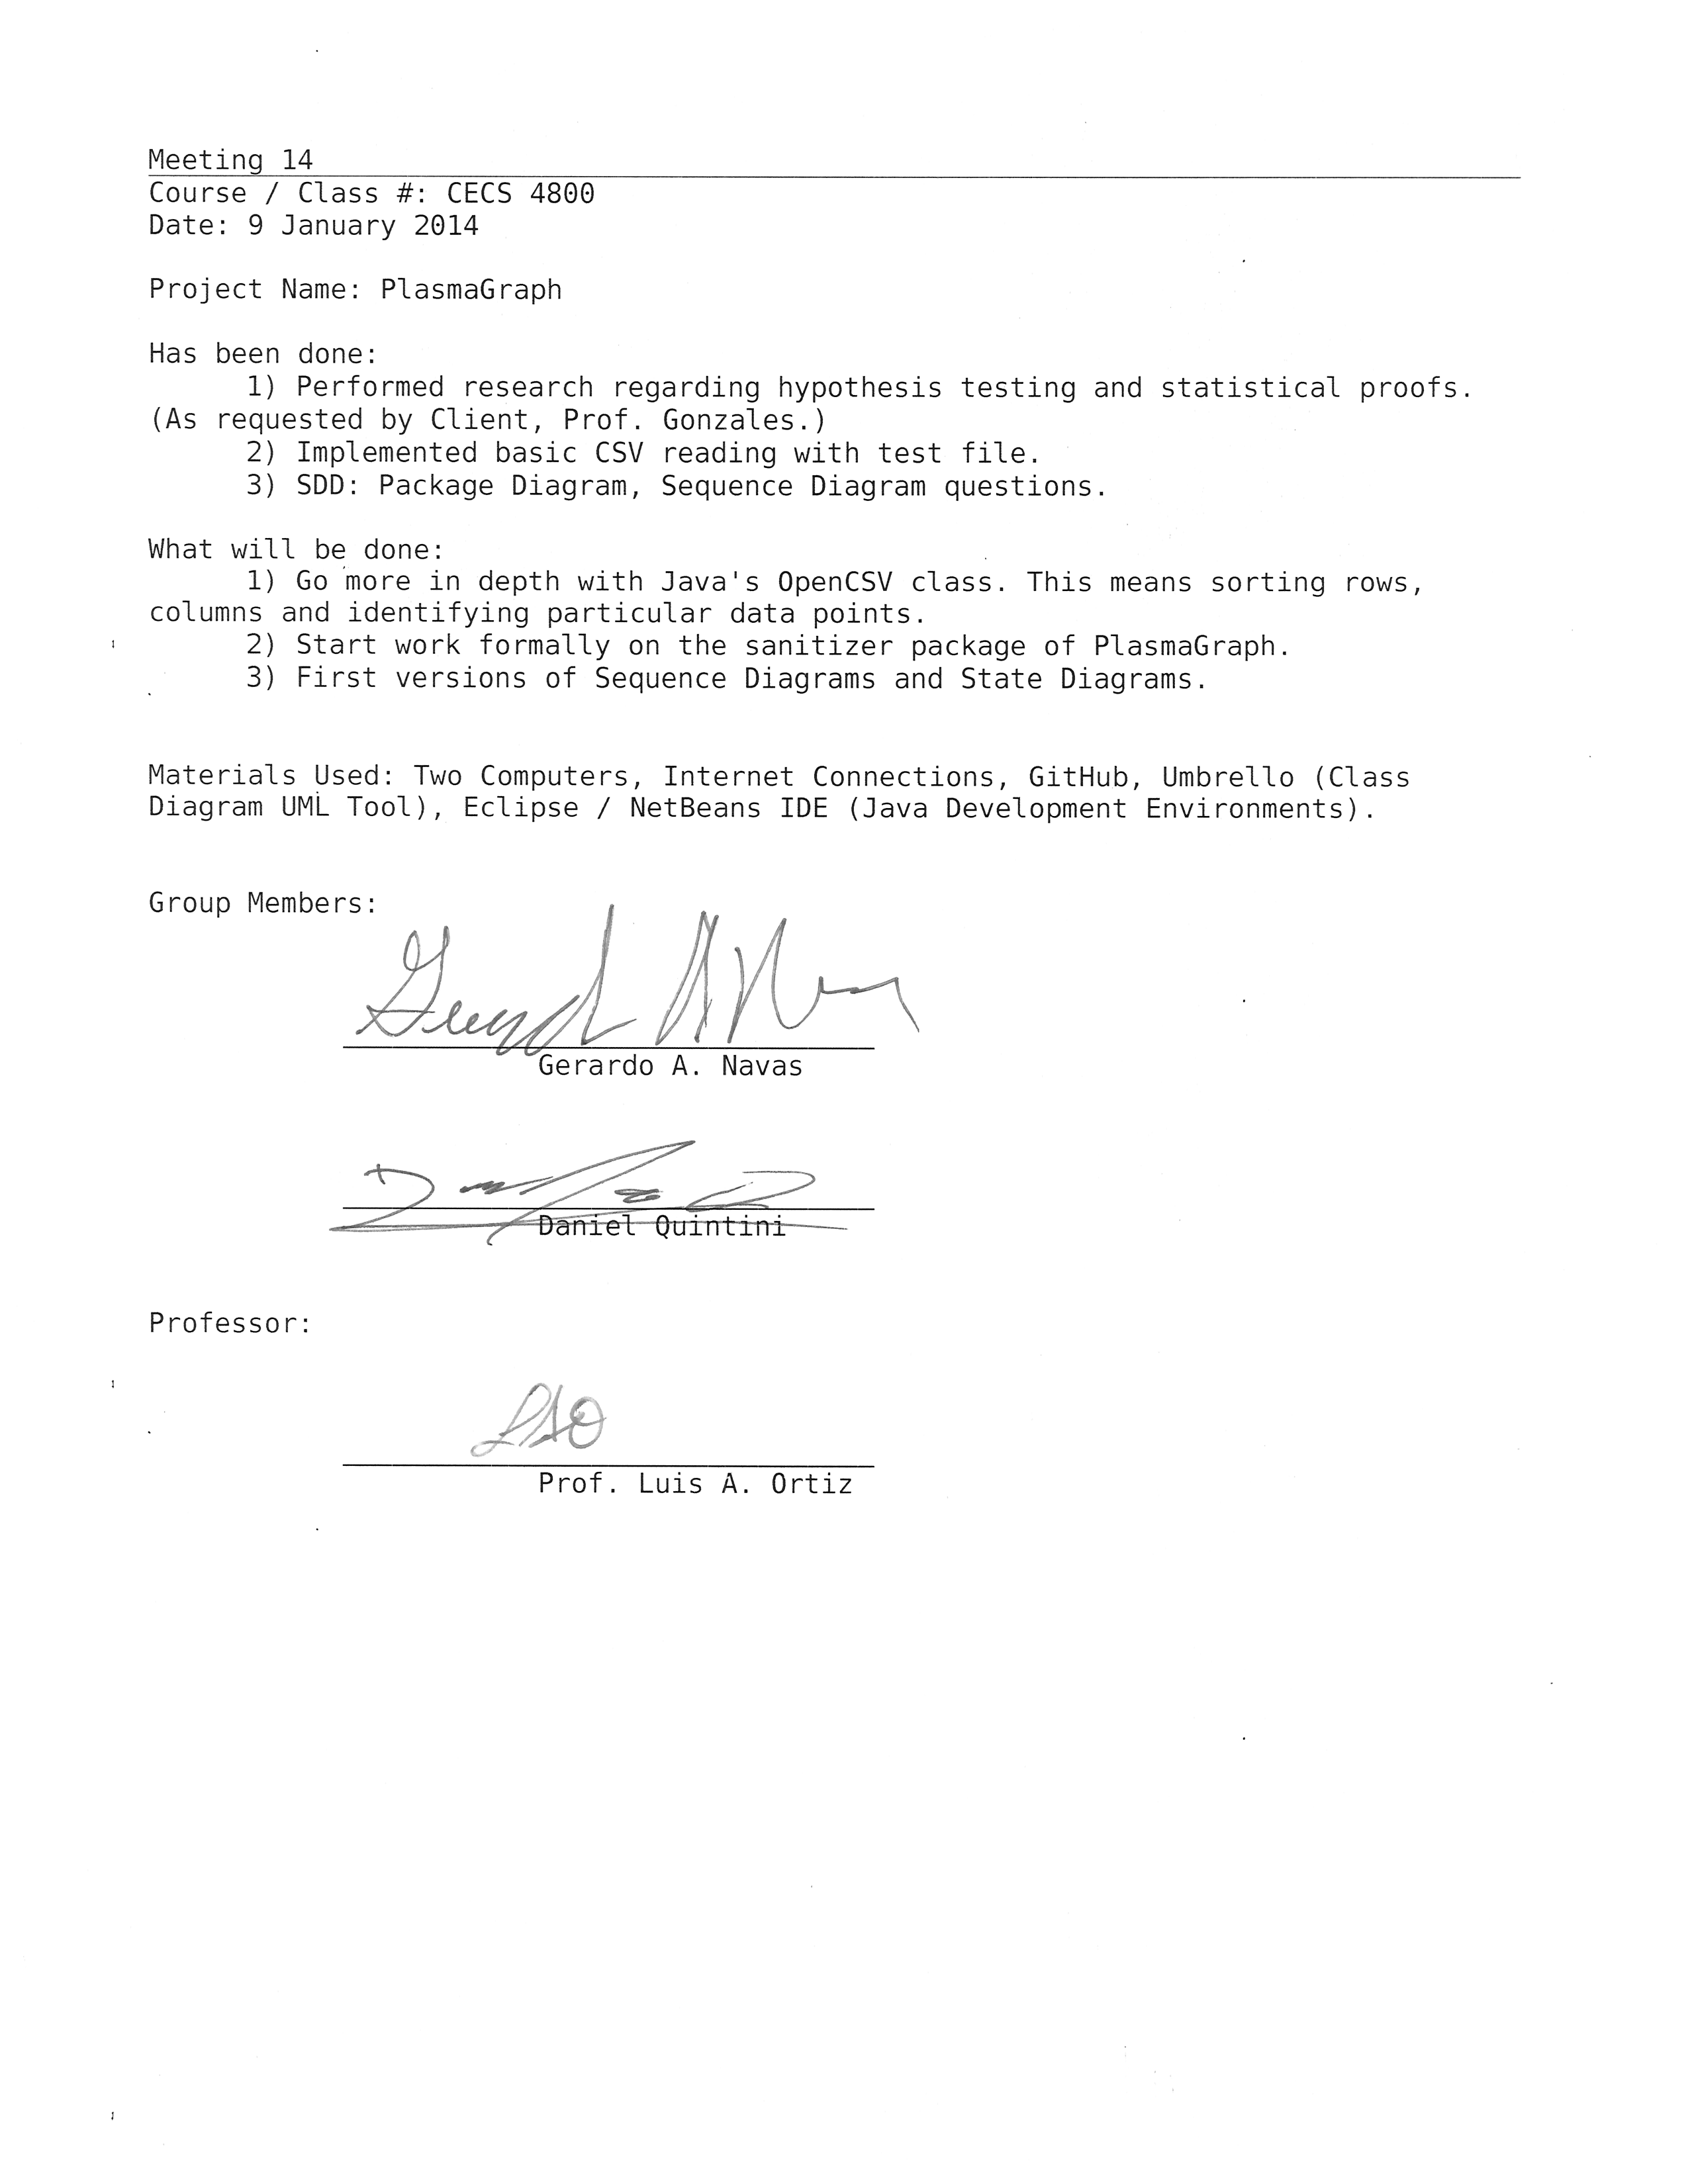 Meeting 14
Course / Class #: CECS 4800
Date: 9 January 2014
Project Name: PlasmaGraph
Has been done:
1) Performed research regarding hypothesis testing and statistical proofs.
(As requested by Client, Prof. Gonzales.)
2) Implemented basic CSV reading with test file.
3) SDD: Package Diagram, Sequence Diagram questions.
What will be done:
1) Go more in depth with Java's OpenCSV class. This means sorting rows,
columns and identifying particular data points.
2) Start work formally on the sanitizer package of PlasmaGraph.
3) First versions of Sequence Diagrams and State Diagrams.
Materials Used: Two Computers, Internet Connections, GitHub, Umbrello (Class
Diagram UML Tool), Eclipse / NetBeans IDE (Java Development Environments).
Group Members:
Gerardo A. Navas
Daniel Quintini
Professor:
LAO
Prof. Luis A. Ortiz